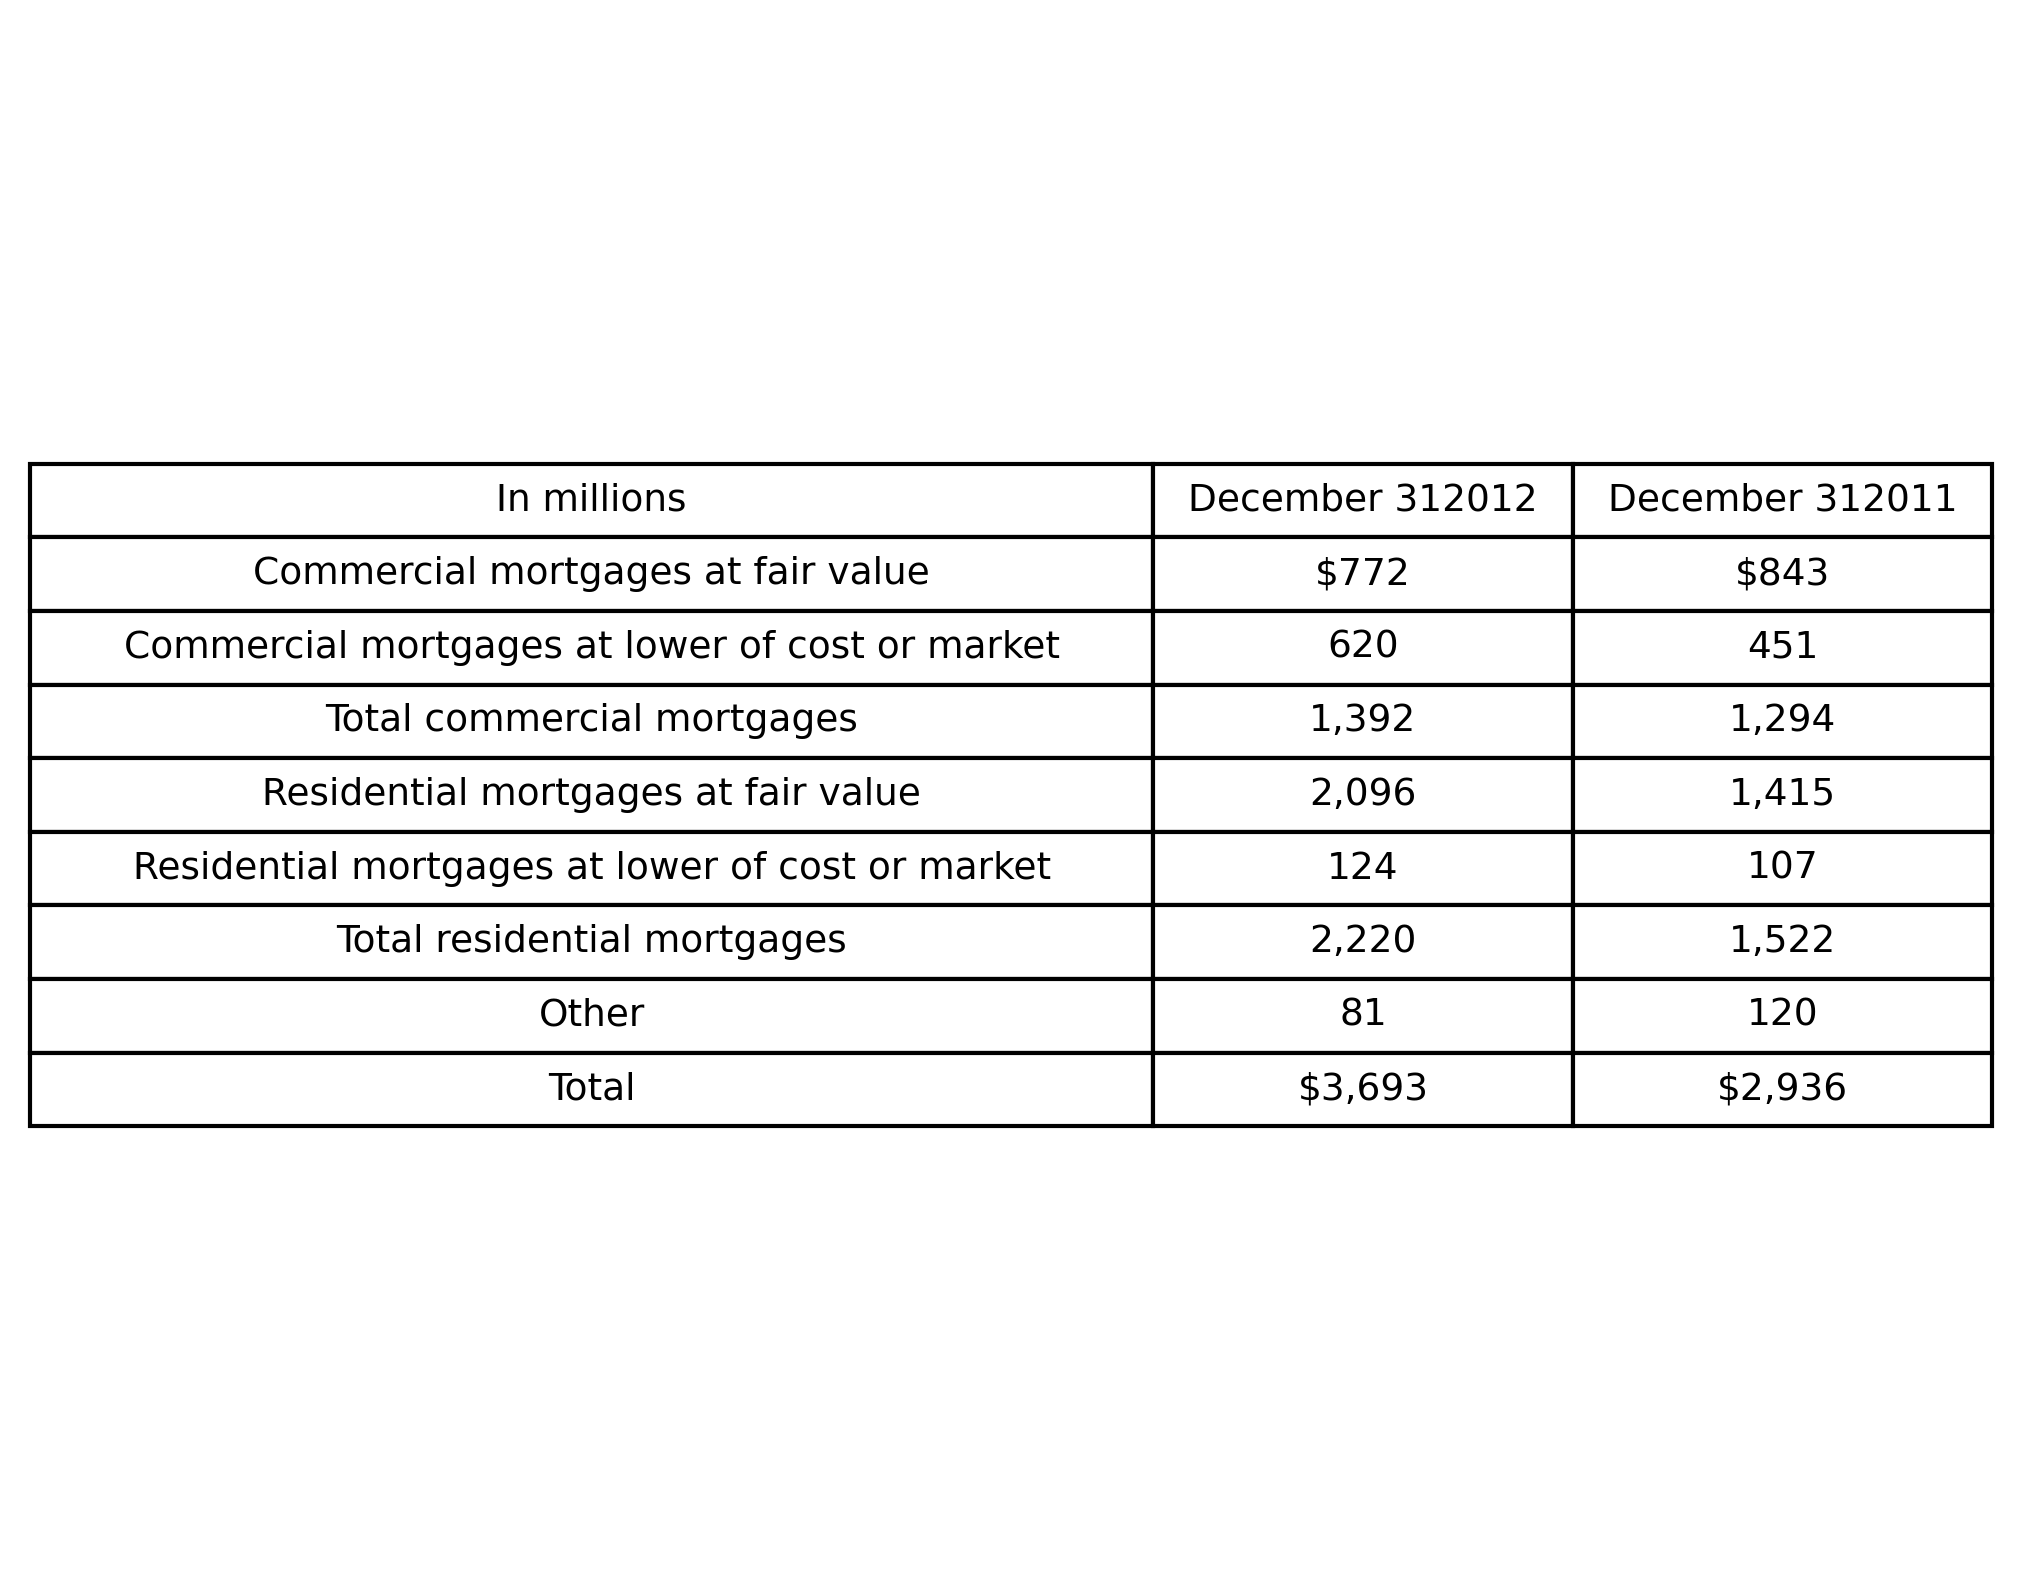 In millions December 312012 December 312011
Commercial mortgages at fair value $772 $843
Commercial mortgages at lower of cost or market 620 451
Total commercial mortgages 1,392 1,294
Residential mortgages at fair value 2,096 1,415
Residential mortgages at lower of cost or market 124 107
Total residential mortgages 2,220 1,522
Other 81 120
Total $3,693 $2,936